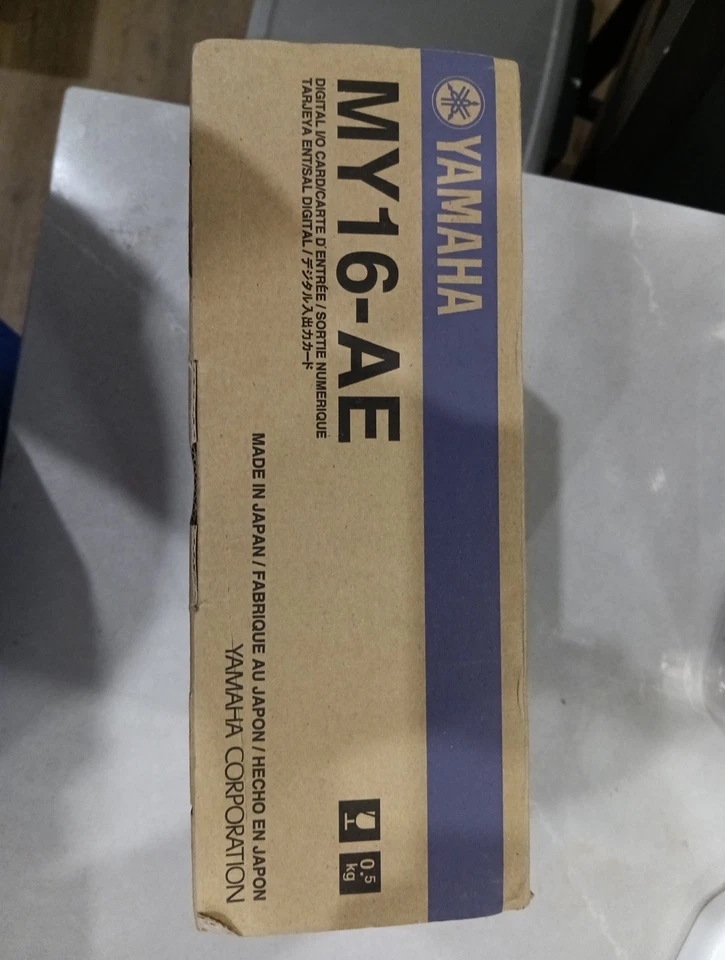 YAMAHA
MY16-AE
DIGITAL I/O CARD/CARTE D'ENTRÉE / SORTIE NUMERIQUE
TARJEYA ENT/SAL DIGITAL / デジタル入出力カード
MADE IN JAPAN / FABRIQUE AU JAPON / HECHO EN JAPON
YAMAHA CORPORATION
0.5
kg